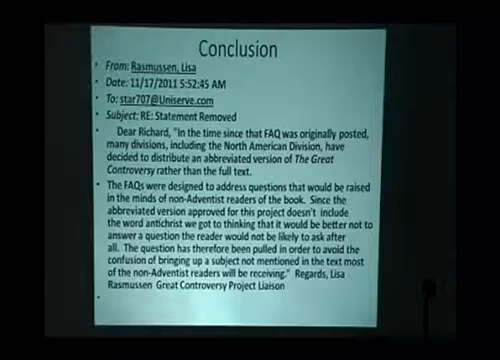 Conclusion
• From: Rasmussen, Lisa
• Date: 11/17/2011 5:52:45 AM
• To: star707@Uniserve.com
• Subject: RE: Statement Removed
• Dear Richard, "In the time since that FAQ was originally posted,
many divisions, including the North American Division, have
decided to distribute an abbreviated version of The Great
Controversy rather than the full text.
• The FAQs were designed to address questions that would be raised
in the minds of non-Adventist readers of the book. Since the
abbreviated version approved for this project doesn't include
the word antichrist we got to thinking that it would be better not to
answer a question the reader would not be likely to ask after
all. The question has therefore been pulled in order to avoid the
confusion of bringing up a subject not mentioned in the text most
of the non-Adventist readers will be receiving." Regards, Lisa
Rasmussen Great Controversy Project Liaison
•